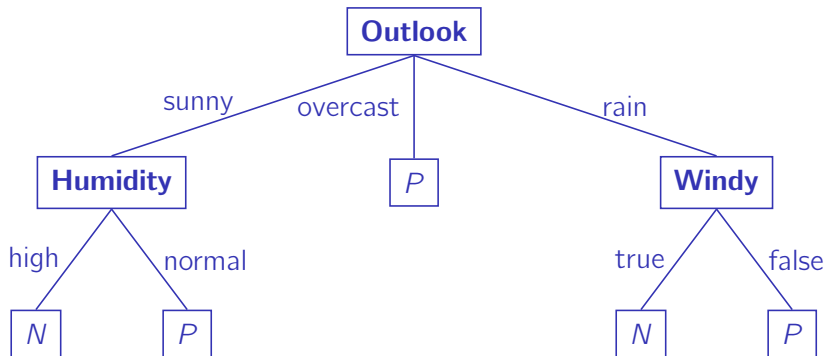 Outlook
sunny overcast rain
Humidity P Windy
high normal true false
N P N P